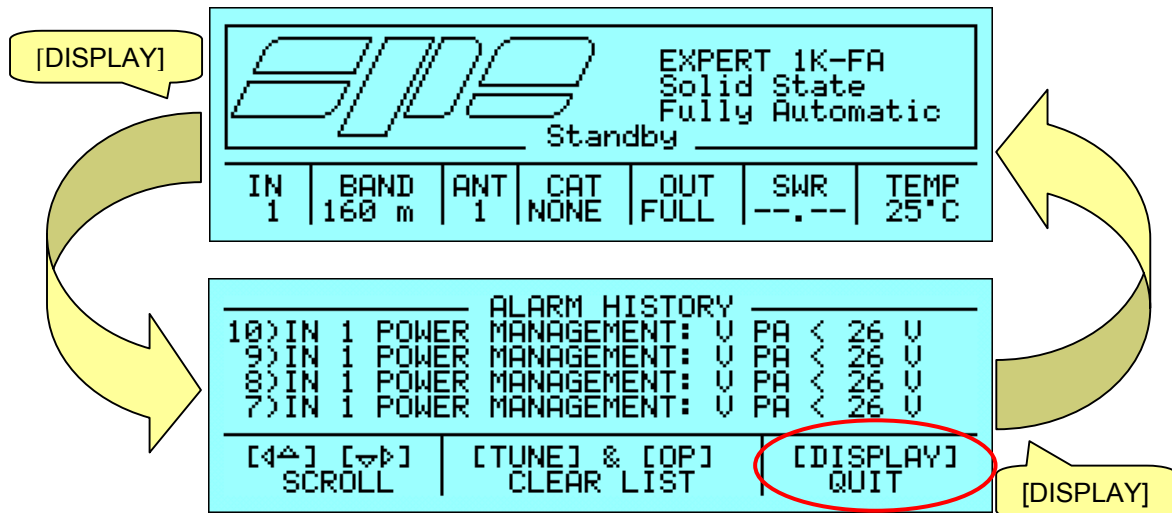 [DISPLAY]
spe
EXPERT 1K-FA
Solid State
Fully Automatic
Standby
IN BAND ANT CAT OUT SWR TEMP
1 160 m 1 NONE FULL --.-- 25°C
ALARM HISTORY
10)IN 1 POWER MANAGEMENT: V PA < 26 V
9)IN 1 POWER MANAGEMENT: V PA < 26 V
8)IN 1 POWER MANAGEMENT: V PA < 26 V
7)IN 1 POWER MANAGEMENT: V PA < 26 V
[◁△] [▽▷] [TUNE] & [OP] [DISPLAY]
SCROLL CLEAR LIST QUIT
[DISPLAY]